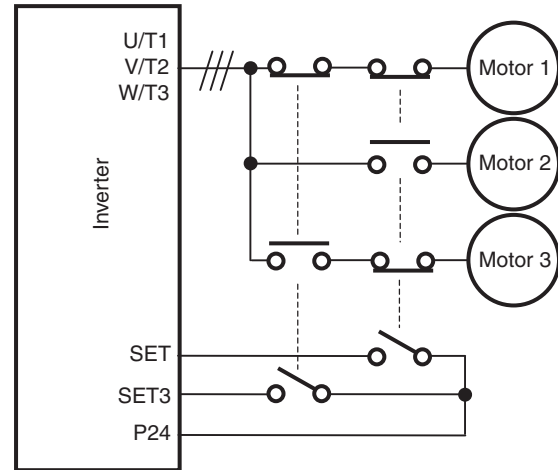 U/T1
V/T2
W/T3
Inverter
Motor 1
Motor 2
Motor 3
SET
SET3
P24